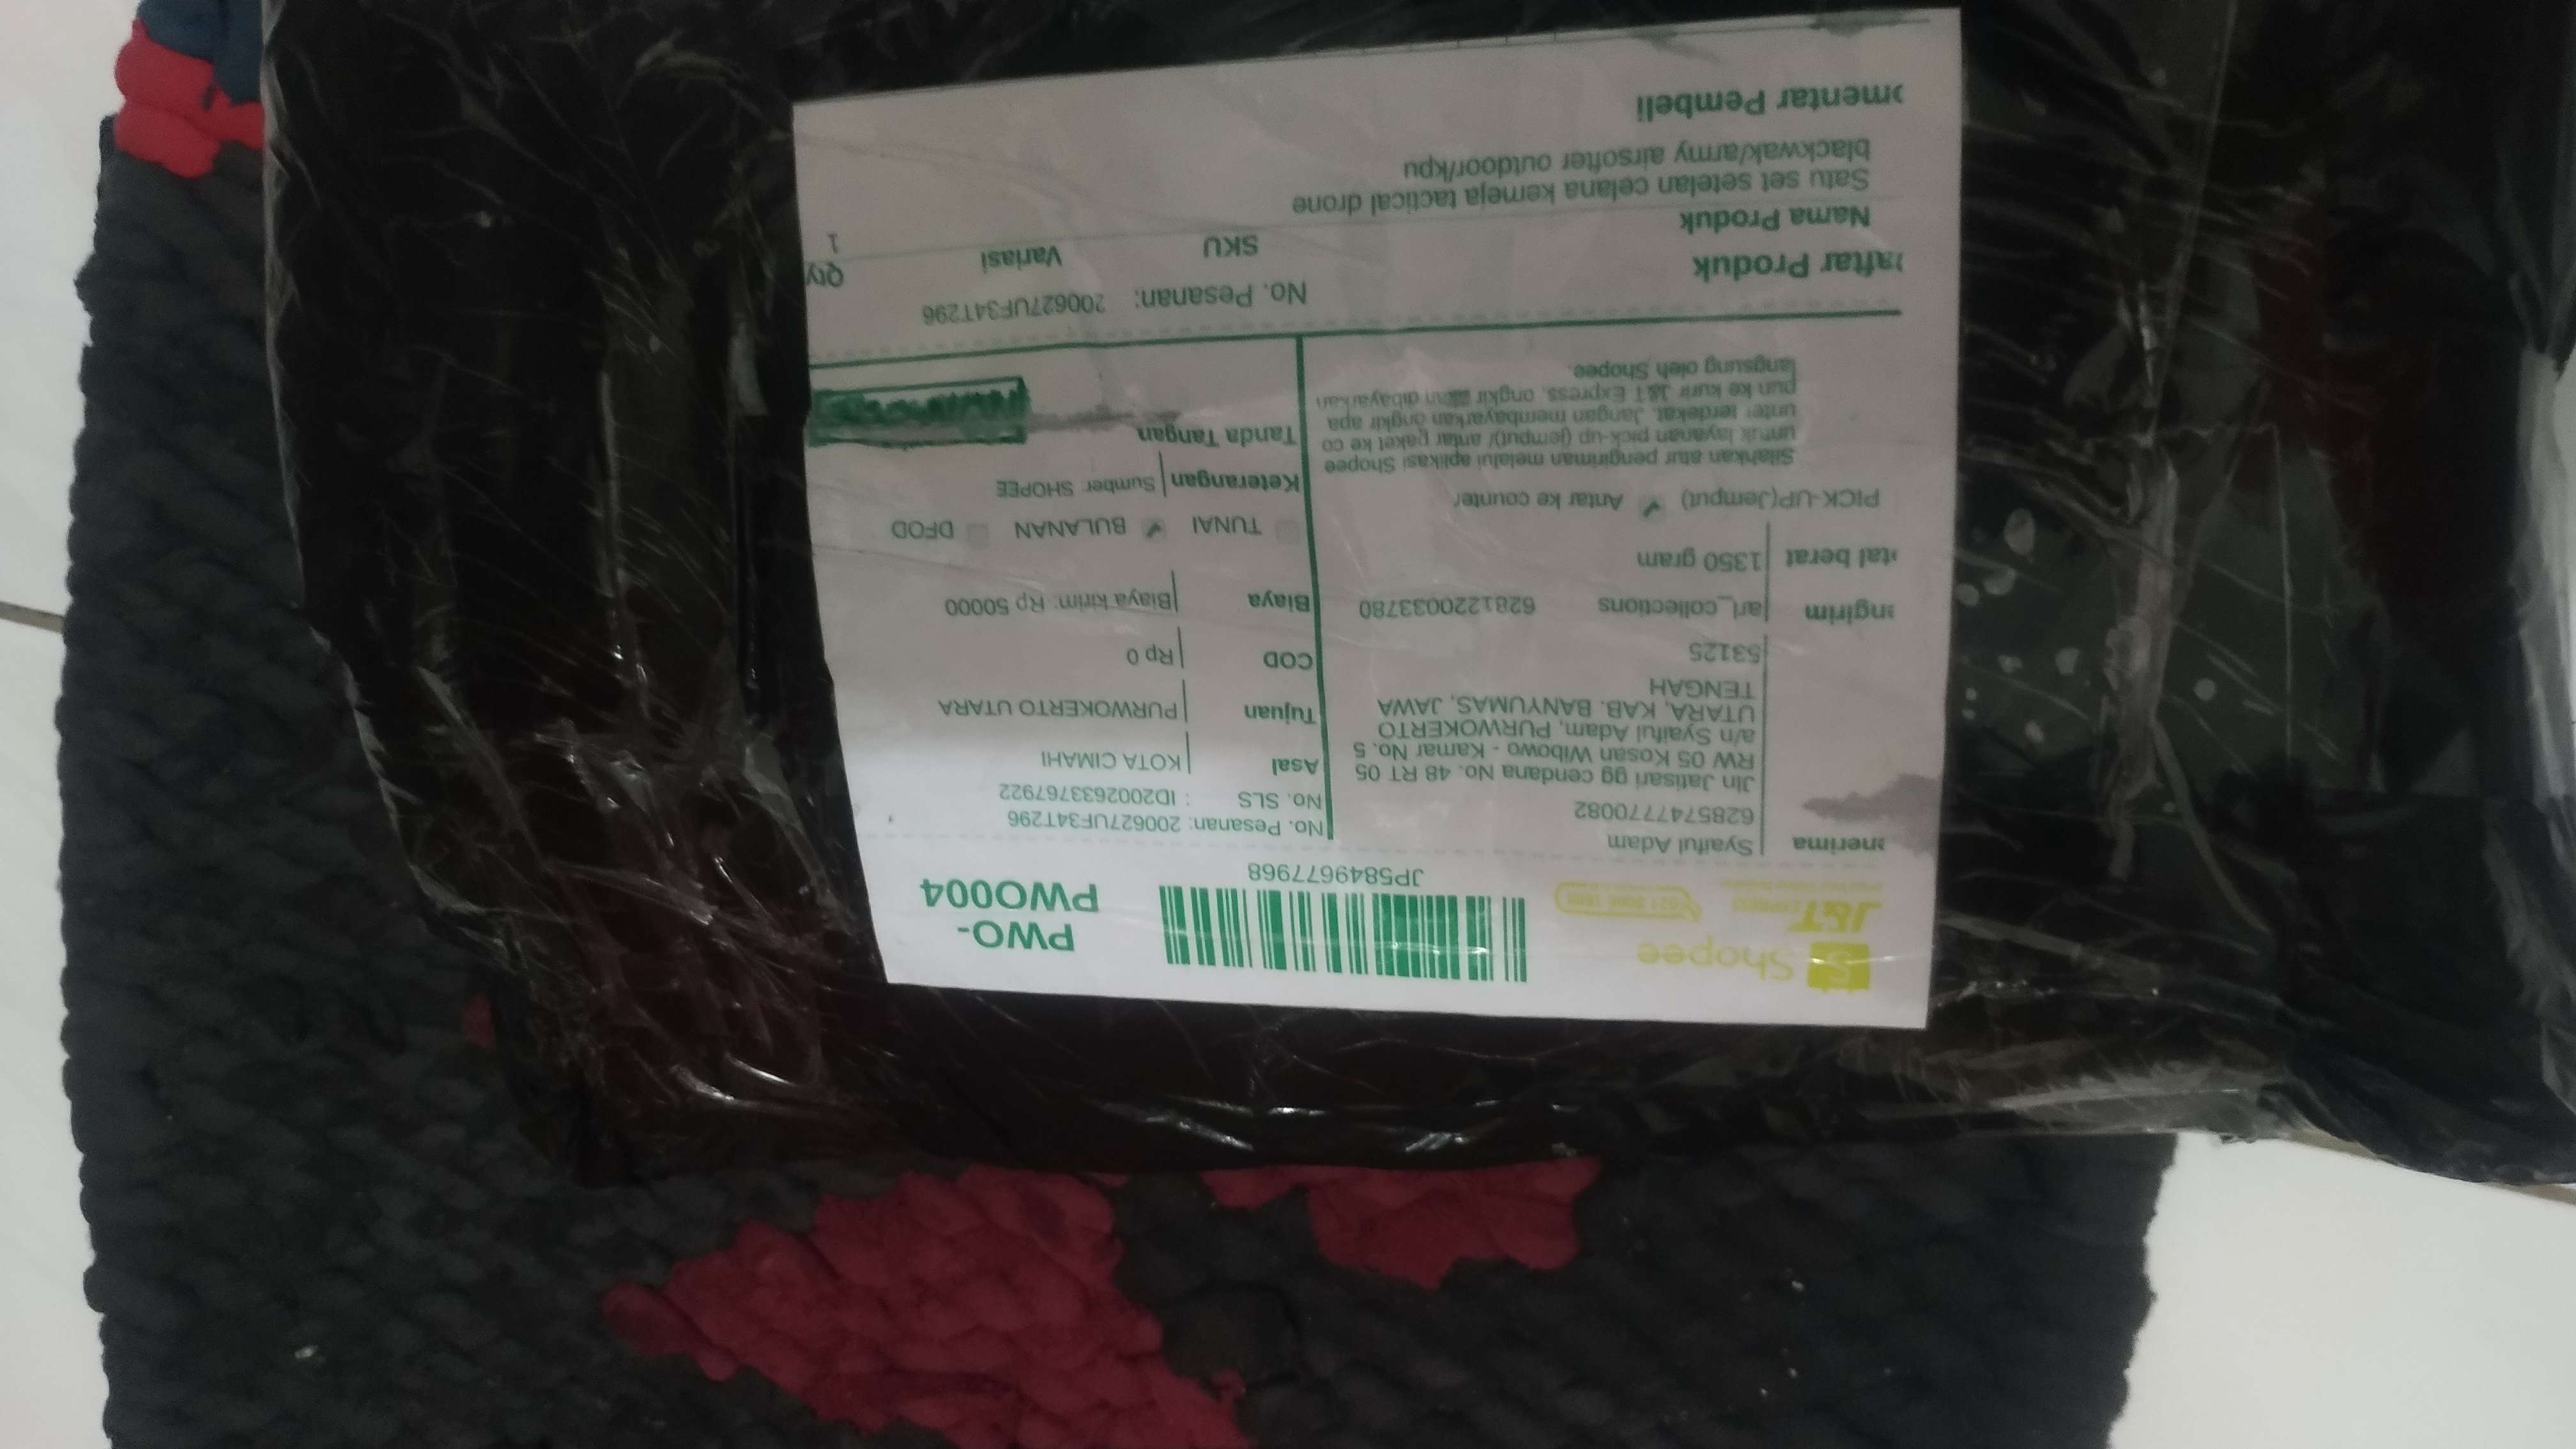 Shopee
J&T EXPRESS
JP5849677968
PWO-
PWO004
nerima
Syaiful Adam
6285747770082
Jln Jatisari gg cendana No. 48 RT 05
RW 05 Kosan Wibowo - Kamar No. 5
a/n Syaiful Adam, PURWOKERTO
UTARA, KAB. BANYUMAS, JAWA
TENGAH
53125
ngirim
arl_collections 6281220033780
tal berat 1350 gram
PICK-UP(Jemput) ✓ Antar ke counter
Silahkan atur pengiriman melalui aplikasi Shopee
untuk layanan pick-up (jemput)/ antar paket ke co
unter terdekat. Jangan membayarkan ongkir apa
pun ke kurir J&T Express, ongkir akan dibayarkan
langsung oleh Shopee.
No. Pesanan: 200627UF34T296
No. SLS : ID2002633767922
Asal KOTA CIMAHI
Tujuan PURWOKERTO UTARA
COD Rp 0
Biaya Biaya kirim: Rp 50000
TUNAI ✓ BULANAN DFOD
Keterangan Sumber: SHOPEE
Tanda Tangan
aftar Produk
No. Pesanan: 200627UF34T296
Nama Produk SKU Variasi Qty
Satu set setelan celana kemeja tactical drone 1
blackwak/army airsofter outdoor/kpu
omentar Pembeli